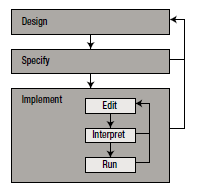 Design
Specify
Implement
Edit
Interpret
Run